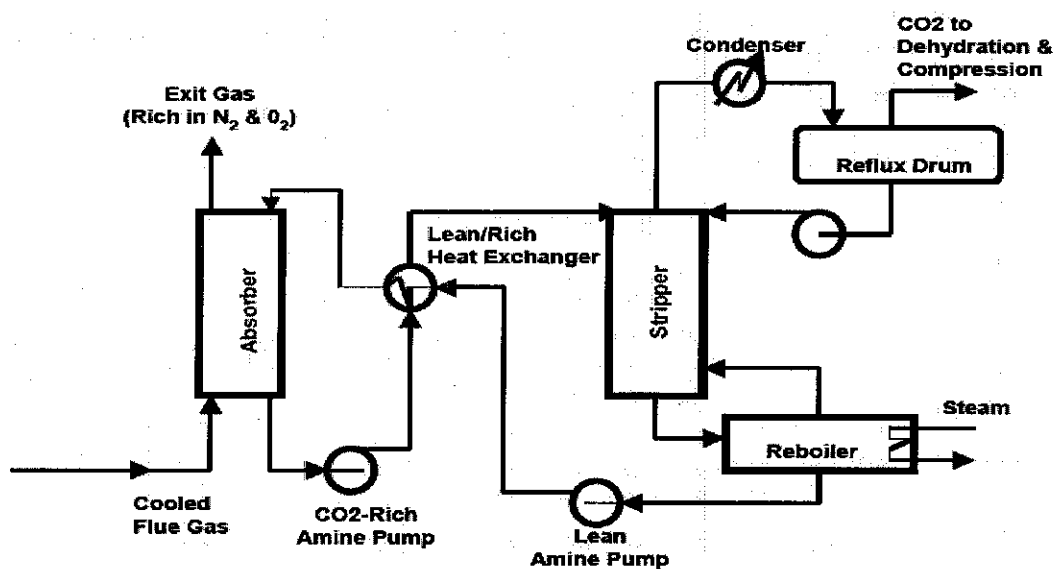 CO2 to
Dehydration &
Compression
Condenser
Exit Gas
(Rich in N₂ & 0₂)
Reflux Drum
Lean/Rich
Heat Exchanger
Absorber
Stripper
Steam
Reboiler
Cooled
Flue Gas
CO2-Rich
Amine Pump
Lean
Amine Pump